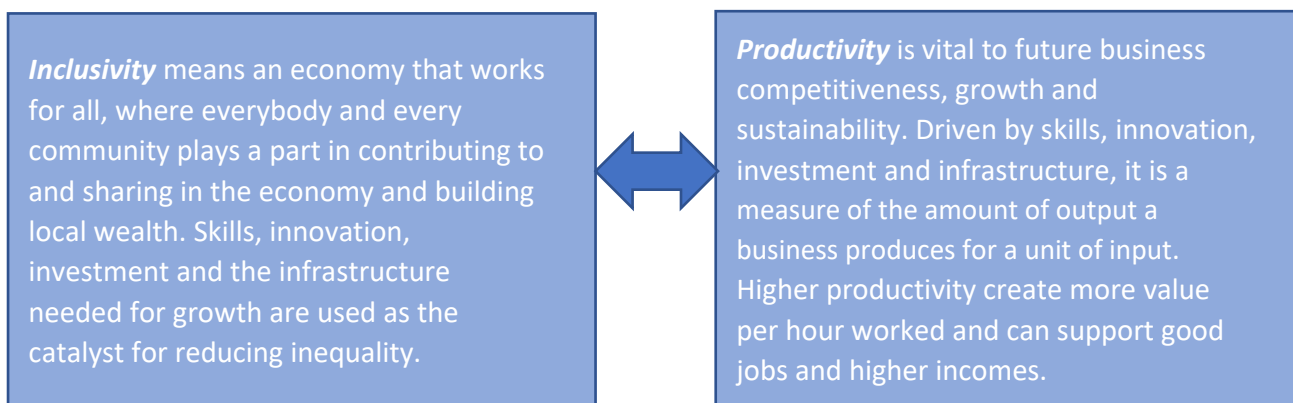 Inclusivity means an economy that works
for all, where everybody and every
community plays a part in contributing to
and sharing in the economy and building
local wealth. Skills, innovation,
investment and the infrastructure
needed for growth are used as the
catalyst for reducing inequality.
Productivity is vital to future business
competitiveness, growth and
sustainability. Driven by skills, innovation,
investment and infrastructure, it is a
measure of the amount of output a
business produces for a unit of input.
Higher productivity create more value
per hour worked and can support good
jobs and higher incomes.